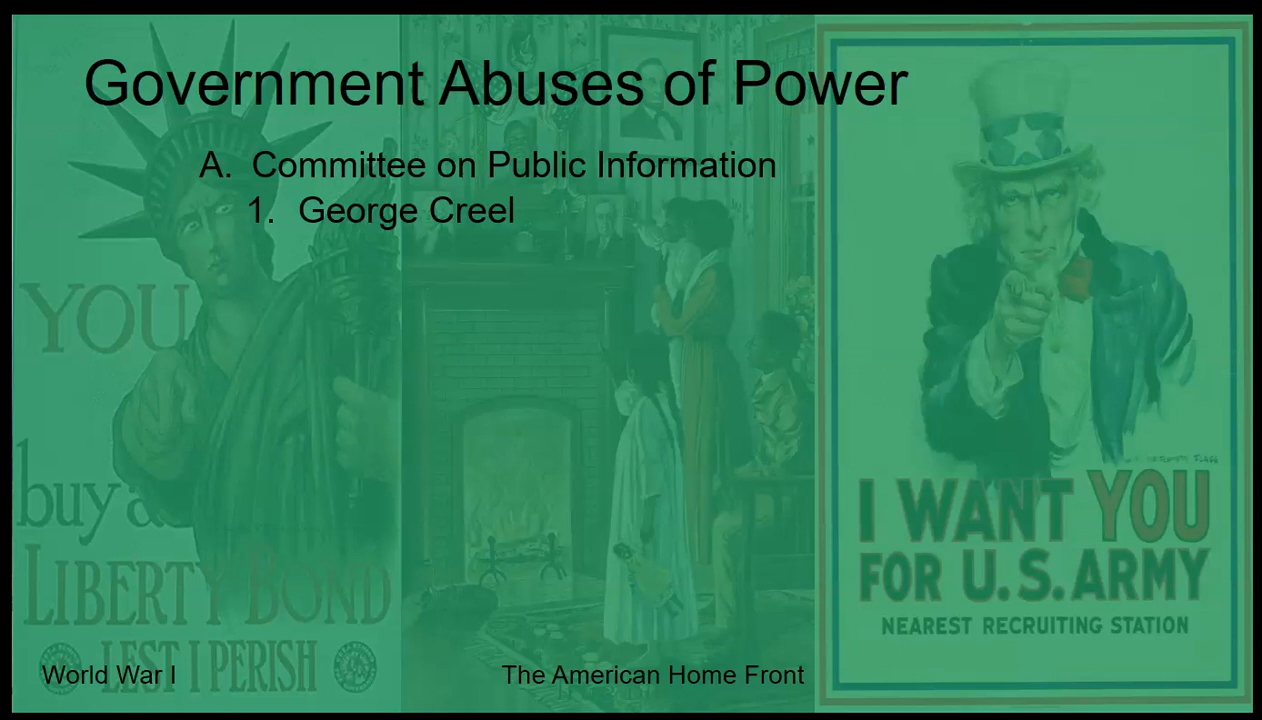 Government Abuses of Power
A. Committee on Public Information
1. George Creel
YOU
buy a
LIBERTY BOND
LEST I PERISH
I WANT YOU
FOR U.S. ARMY
NEAREST RECRUITING STATION
World War I
The American Home Front